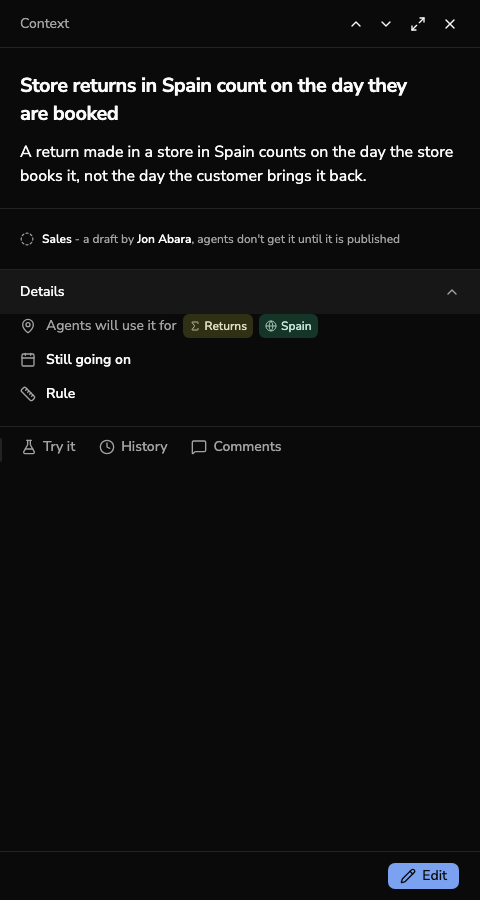 Context
Store returns in Spain count on the day they
are booked
A return made in a store in Spain counts on the day the store
books it, not the day the customer brings it back.
Sales - a draft by Jon Abara, agents don't get it until it is published
Details
Agents will use it for Returns Spain
Still going on
Rule
Try it History Comments
Edit